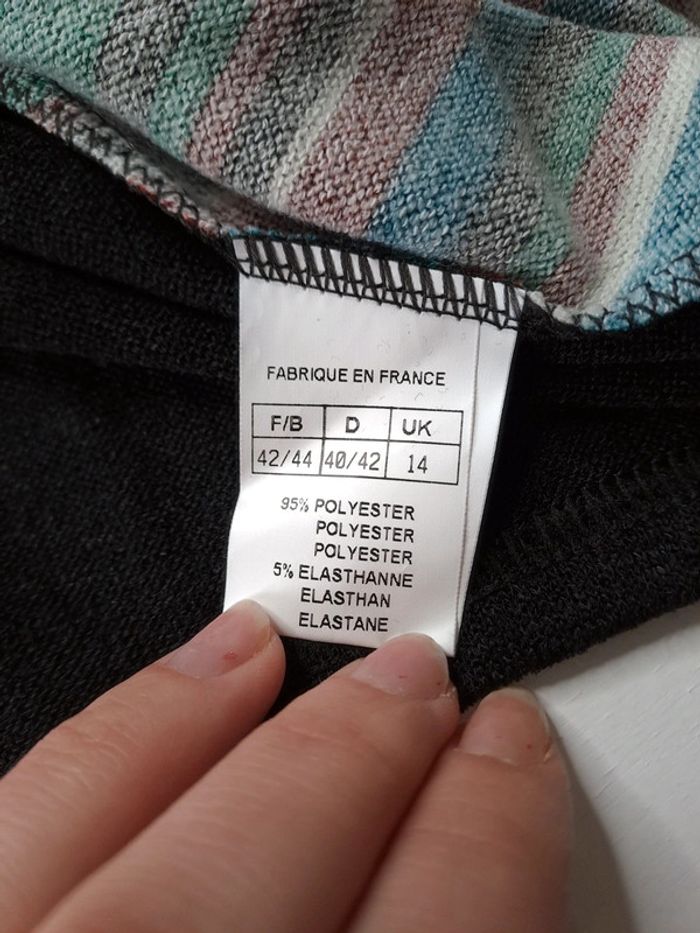 FABRIQUE EN FRANCE
F/B D UK
42/44 40/42 14
95% POLYESTER
POLYESTER
POLYESTER
5% ELASTHANNE
ELASTHAN
ELASTANE